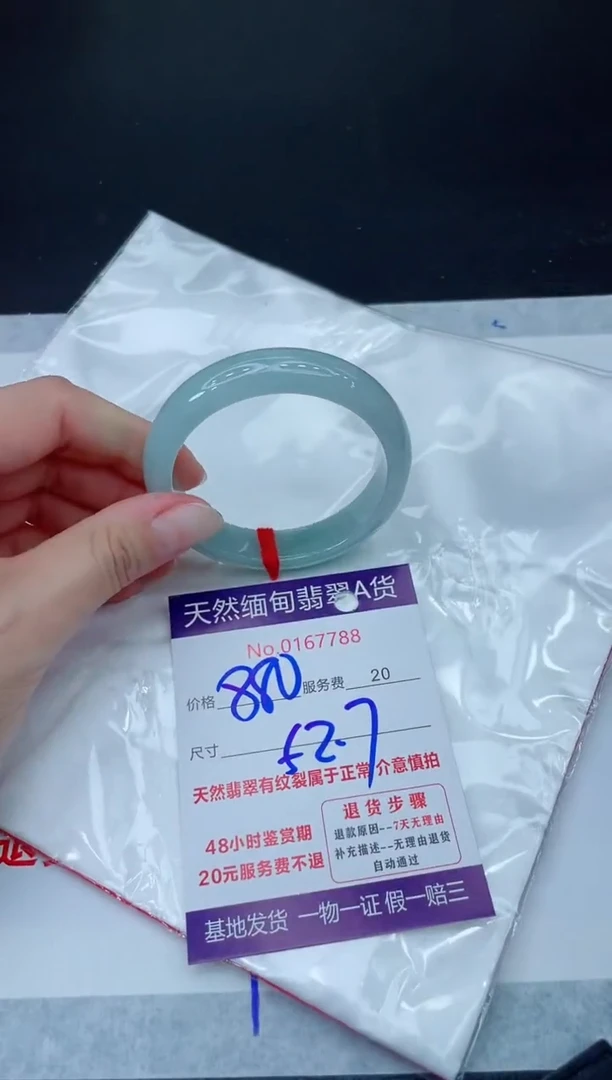 天然缅甸翡翠A货
No.0167788
价格 880 服务费 20
尺寸 52.7
天然翡翠有纹裂属于正常 介意慎拍
48小时鉴赏期
20元服务费不退
退货步骤
退款原因--7天无理由
补充描述--无理由退货
自动通过
基地发货 一物一证 假一赔三